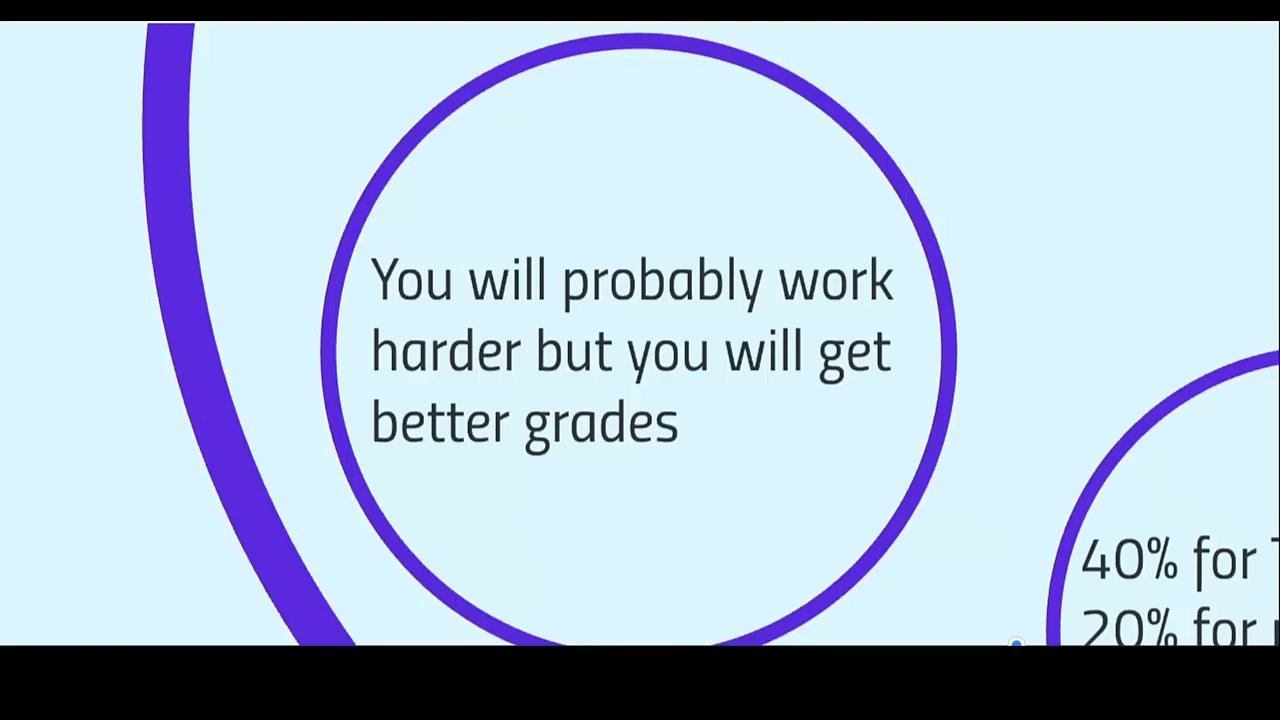 You will probably work
harder but you will get
better grades
40% for
20% for